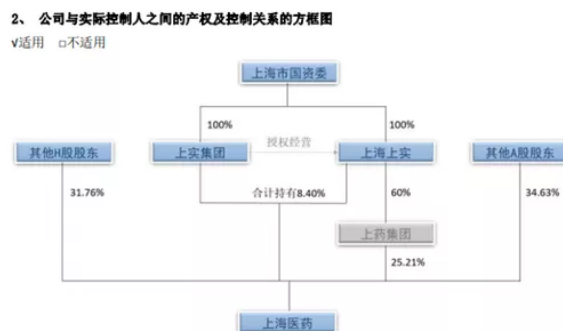 2、 公司与实际控制人之间的产权及控制关系的方框图
√适用 □不适用
上海市国资委
100%
100%
其他H股股东
上实集团
授权经营
上海上实
其他A股股东
31.76%
合计持有8.40%
60%
34.63%
上药集团
25.21%
上海医药